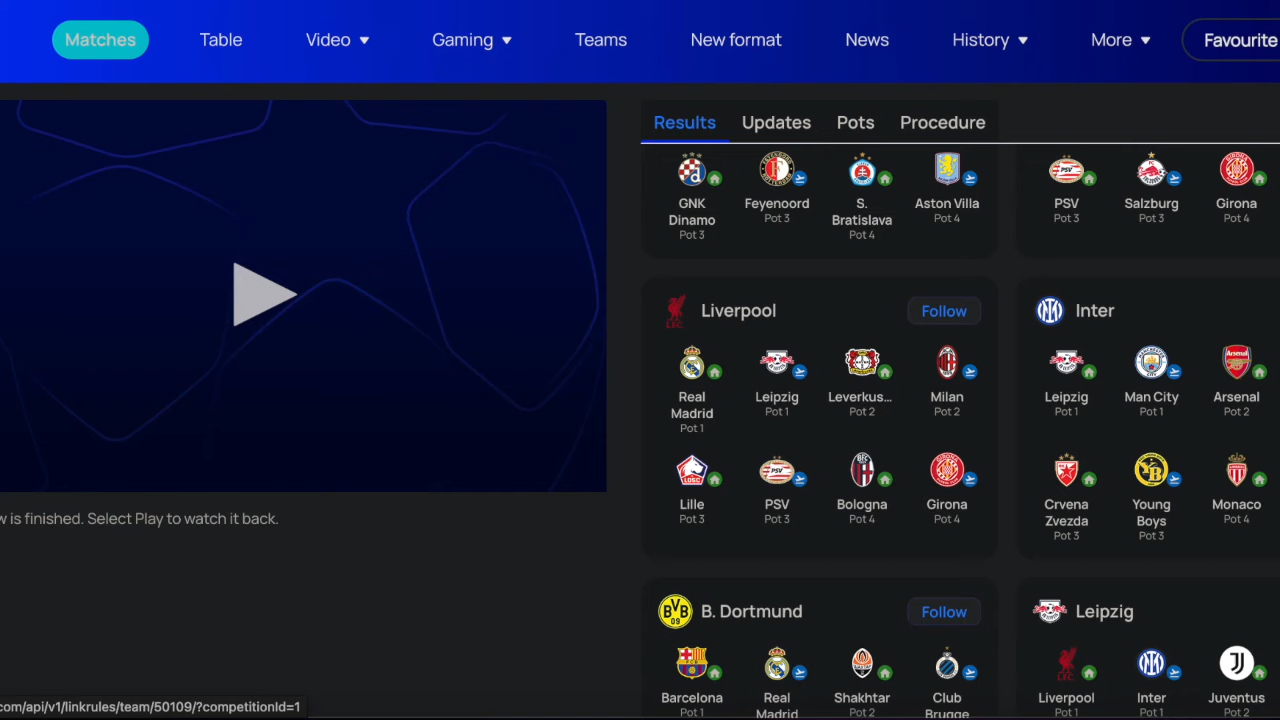 Matches Table Video Gaming Teams New format News History More Favourite
Results Updates Pots Procedure
GNK Dinamo
Pot 3
Feyenoord
Pot 3
S. Bratislava
Pot 4
Aston Villa
Pot 4
PSV
Pot 3
Salzburg
Pot 3
Girona
Pot 4
Liverpool
Follow
Real Madrid
Pot 1
Leipzig
Pot 1
Leverkus...
Pot 2
Milan
Pot 2
Lille
Pot 3
PSV
Pot 3
Bologna
Pot 4
Girona
Pot 4
Inter
Leipzig
Pot 1
Man City
Pot 1
Arsenal
Pot 2
Crvena Zvezda
Pot 3
Young Boys
Pot 3
Monaco
Pot 4
w is finished. Select Play to watch it back.
B. Dortmund
Follow
Barcelona
Pot 1
Real Madrid
Shakhtar
Pot 3
Club Brugge
Leipzig
Liverpool
Pot 1
Inter
Pot 1
Juventus
Pot 2
com/api/v1/linkrules/team/50109/?competitionId=1